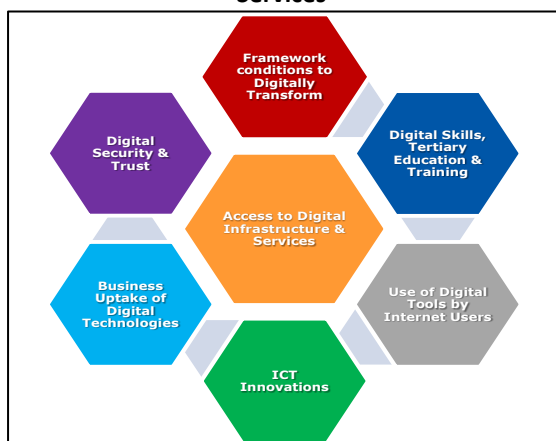 Services
Framework
conditions to
Digitally
Transform
Digital
Security &
Trust
Digital Skills,
Tertiary
Education &
Training
Access to Digital
Infrastructure &
Services
Business
Uptake of
Digital
Technologies
Use of Digital
Tools by
Internet Users
ICT
Innovations